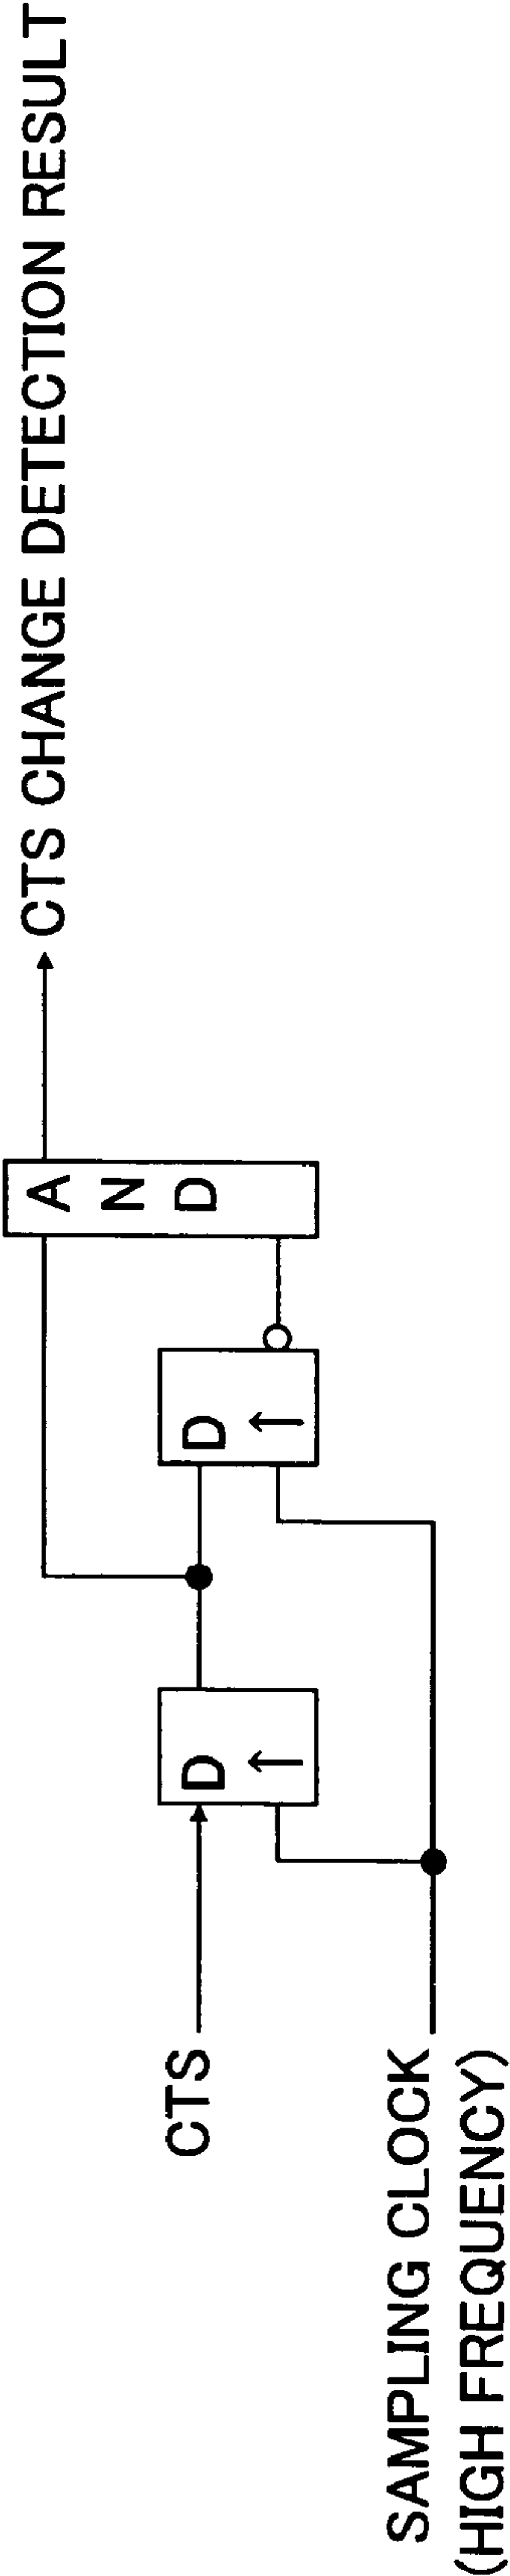 CTS
SAMPLING CLOCK
(HIGH FREQUENCY)
D
↑
D
↑
AND
CTS CHANGE DETECTION RESULT